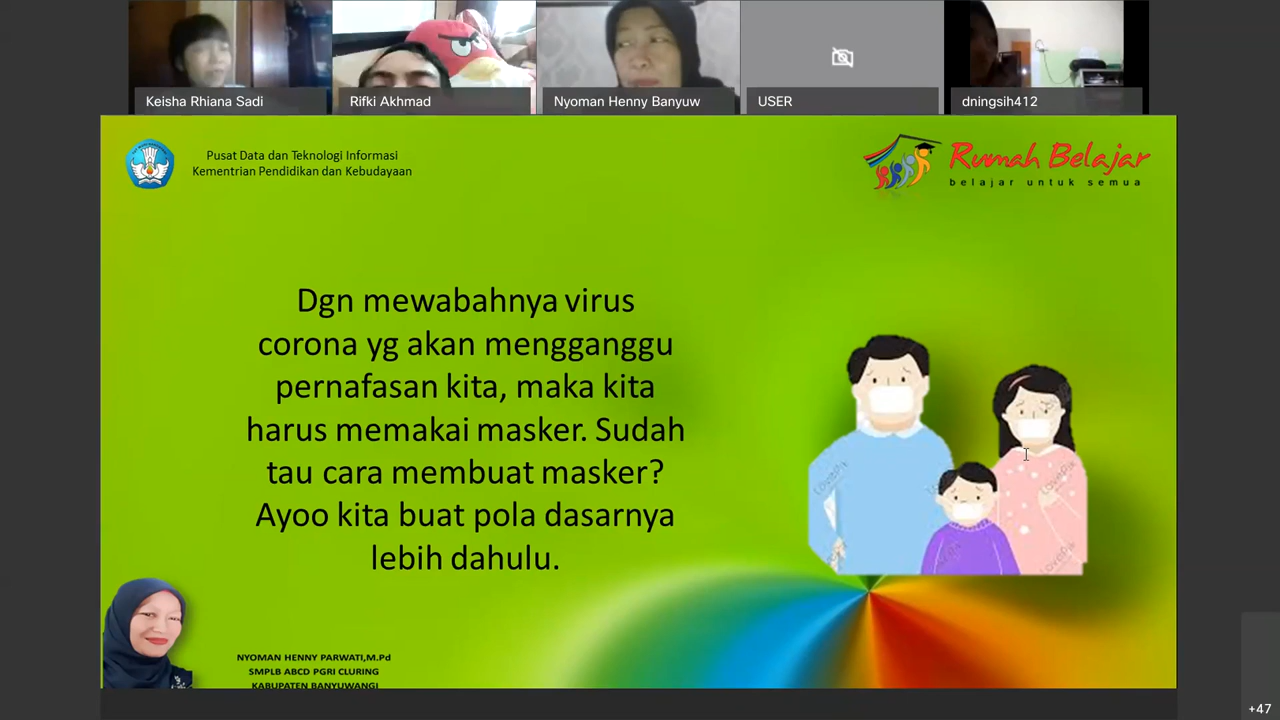 Keisha Rhiana Sadi
Rifki Akhmad
Nyoman Henny Banyuw
USER
dningsih412
Pusat Data dan Teknologi Informasi
Kementrian Pendidikan dan Kebudayaan
Rumah Belajar
belajar untuk semua
Dgn mewabahnya virus
corona yg akan mengganggu
pernafasan kita, maka kita
harus memakai masker. Sudah
tau cara membuat masker?
Ayoo kita buat pola dasarnya
lebih dahulu.
NYOMAN HENNY PARWATI,M.Pd
SMPLB ABCD PGRI CLURING
KABUPATEN BANYUWANGI
+47